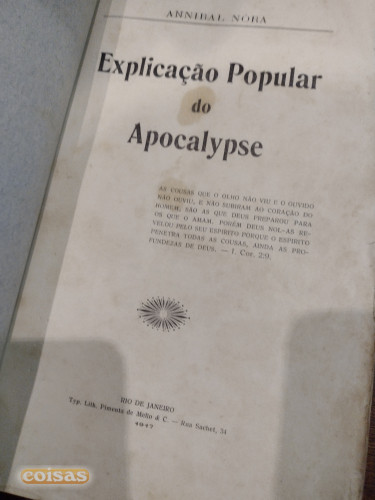 ANNIBAL NORA
Explicação Popular
do
Apocalypse
AS COUSAS QUE O OLHO NÃO VIU E O OUVIDO
NÃO OUVIU, E NÃO SUBIRAM AO CORAÇÃO DO
HOMEM, SÃO AS QUE DEUS PREPAROU PARA
OS QUE O AMAM. PORÉM DEUS NOL-AS RE-
VELOU PELO SEU ESPIRITO PORQUE O ESPIRITO
PENETRA TODAS AS COUSAS, AINDA AS PRO-
FUNDEZAS DE DEUS. — I. Cor. 2/9.
RIO DE JANEIRO
Typ. Lith. Pimenta de Mello & C. — Rua Sachet, 34
1917
coisas